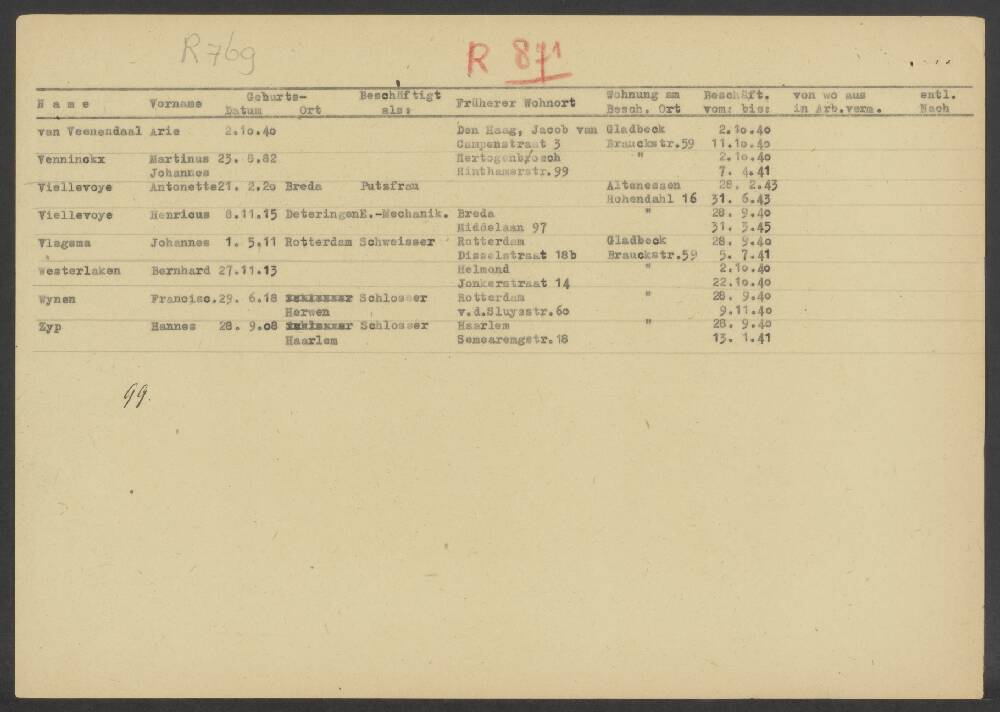 R 769
R 871
Name Vorname Geburts- Datum Ort Beschäftigt als: Früherer Wohnort Wohnung am Besch. Ort Beschäft. vom: bis: von wo aus in Arb.verm. entl. Nach
van Veenendaal Arie 2.10.40 Den Haag, Jacob van Gladbeck 2.10.40
Campenstraat 3 Brauckstr.59 11.10.40
Venninckx Martinus 23. 8.82 Hertogenbosch " 2.10.40
Johannes Hinthamerstr.99 7. 4.41
Viellevoye Antonette 21. 2.20 Breda Putzfrau Altenessen 28. 2.43
Hohendahl 16 31. 6.43
Viellevoye Henricus 8.11.15 Deteringen E.-Mechanik. Breda " 28. 9.40
Middelaan 97 31. 3.45
Vlagsma Johannes 1. 5.11 Rotterdam Schweisser Rotterdam Gladbeck 28. 9.40
Disselstraat 18b Brauckstr.59 5. 7.41
Westerlaken Bernhard 27.11.13 Helmond " 2.10.40
Jonkerstraat 14 22.10.40
Wynen Francisc. 29. 6.18 Schlosser Rotterdam " 28. 9.40
Herwen v.d.Sluysstr.60 9.11.40
Zyp Hannes 28. 9.08 Schlosser Haarlem " 28. 9.40
Haarlem Semoaremgstr.18 13. 1.41
99.